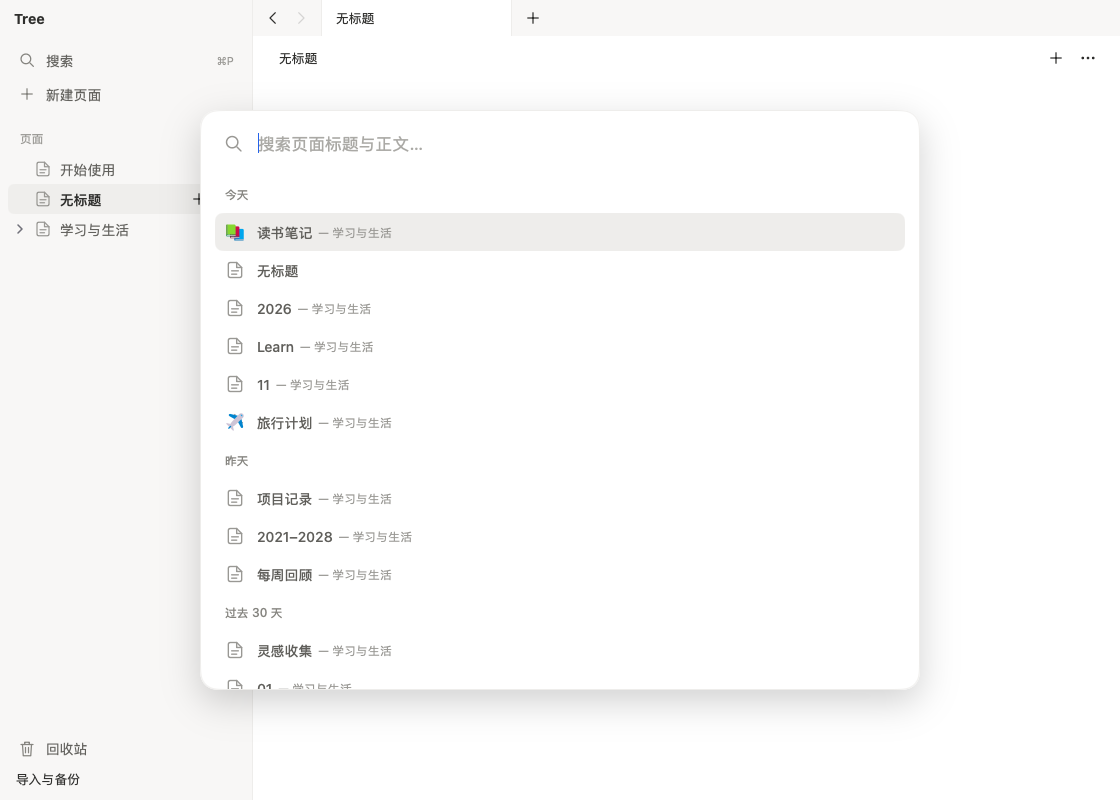 Tree
无标题
搜索 ⌘P
新建页面
页面
开始使用
无标题
学习与生活
无标题
搜索页面标题与正文...
今天
读书笔记 — 学习与生活
无标题
2026 — 学习与生活
Learn — 学习与生活
11 — 学习与生活
旅行计划 — 学习与生活
昨天
项目记录 — 学习与生活
2021–2028 — 学习与生活
每周回顾 — 学习与生活
过去 30 天
灵感收集 — 学习与生活
01 — 学习与生活
回收站
导入与备份